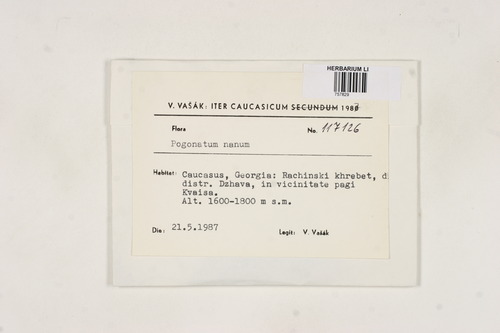 HERBARIUM LI
V. VAŠÁK: ITER CAUCASICUM SECUNDUM 1987
Flora
No. 117126
Pogonatum nanum
Habitat: Caucasus, Georgia: Rachinski khrebet, d
distr. Dzhava, in vicinitate pagi
Kvaisa.
Alt. 1600-1800 m s.m.
Die: 21.5.1987
Legit: V. Vašák